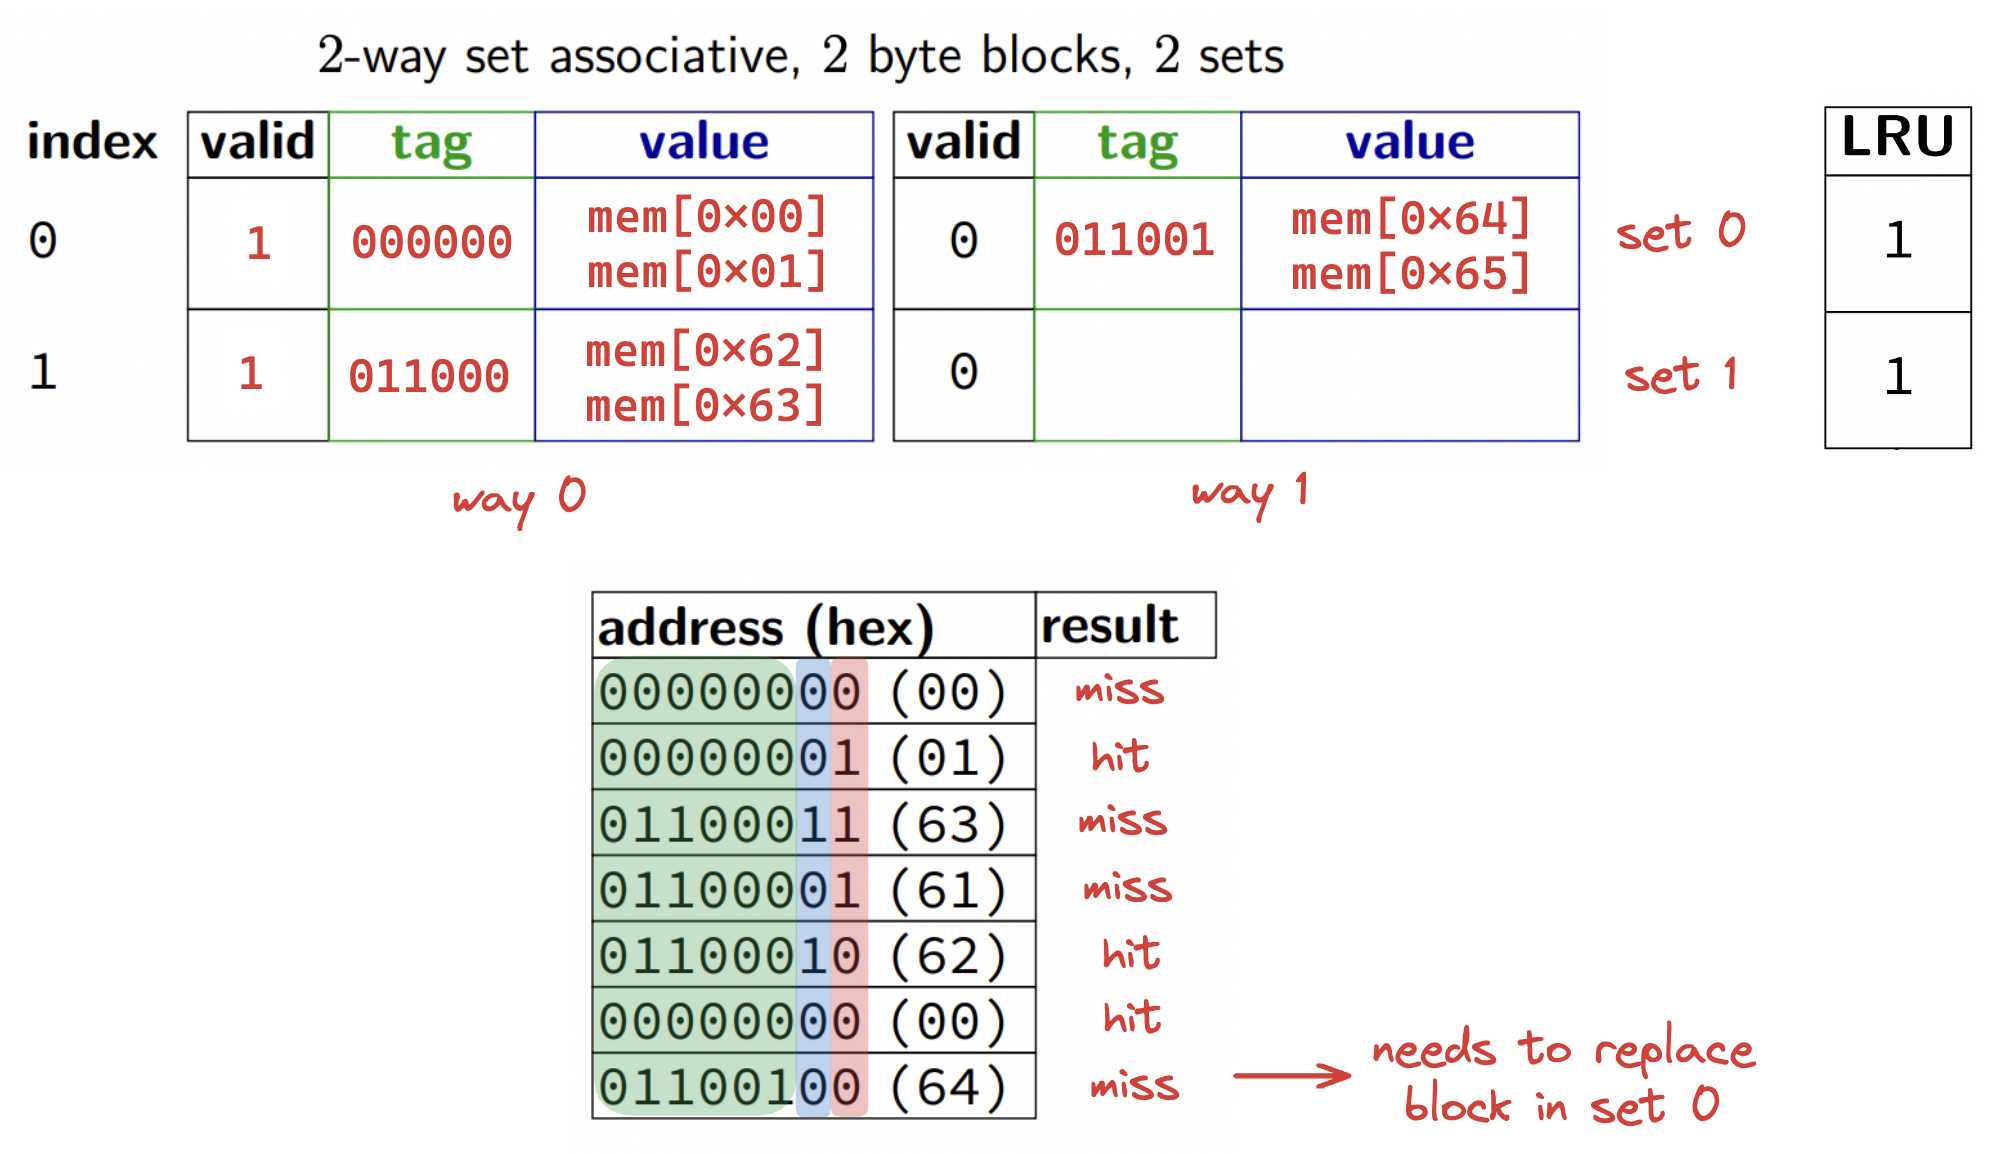 2-way set associative, 2 byte blocks, 2 sets
index valid tag value valid tag value LRU
0 1 000000 mem[0×00] mem[0×01] 0 011001 mem[0×64] mem[0×65] set 0 1
1 1 011000 mem[0×62] mem[0×63] 0 set 1 1
way 0 way 1
address (hex) result
00000000 (00) miss
00000001 (01) hit
01100011 (63) miss
01100001 (61) miss
01100010 (62) hit
00000000 (00) hit
01100100 (64) miss
needs to replace
block in set 0